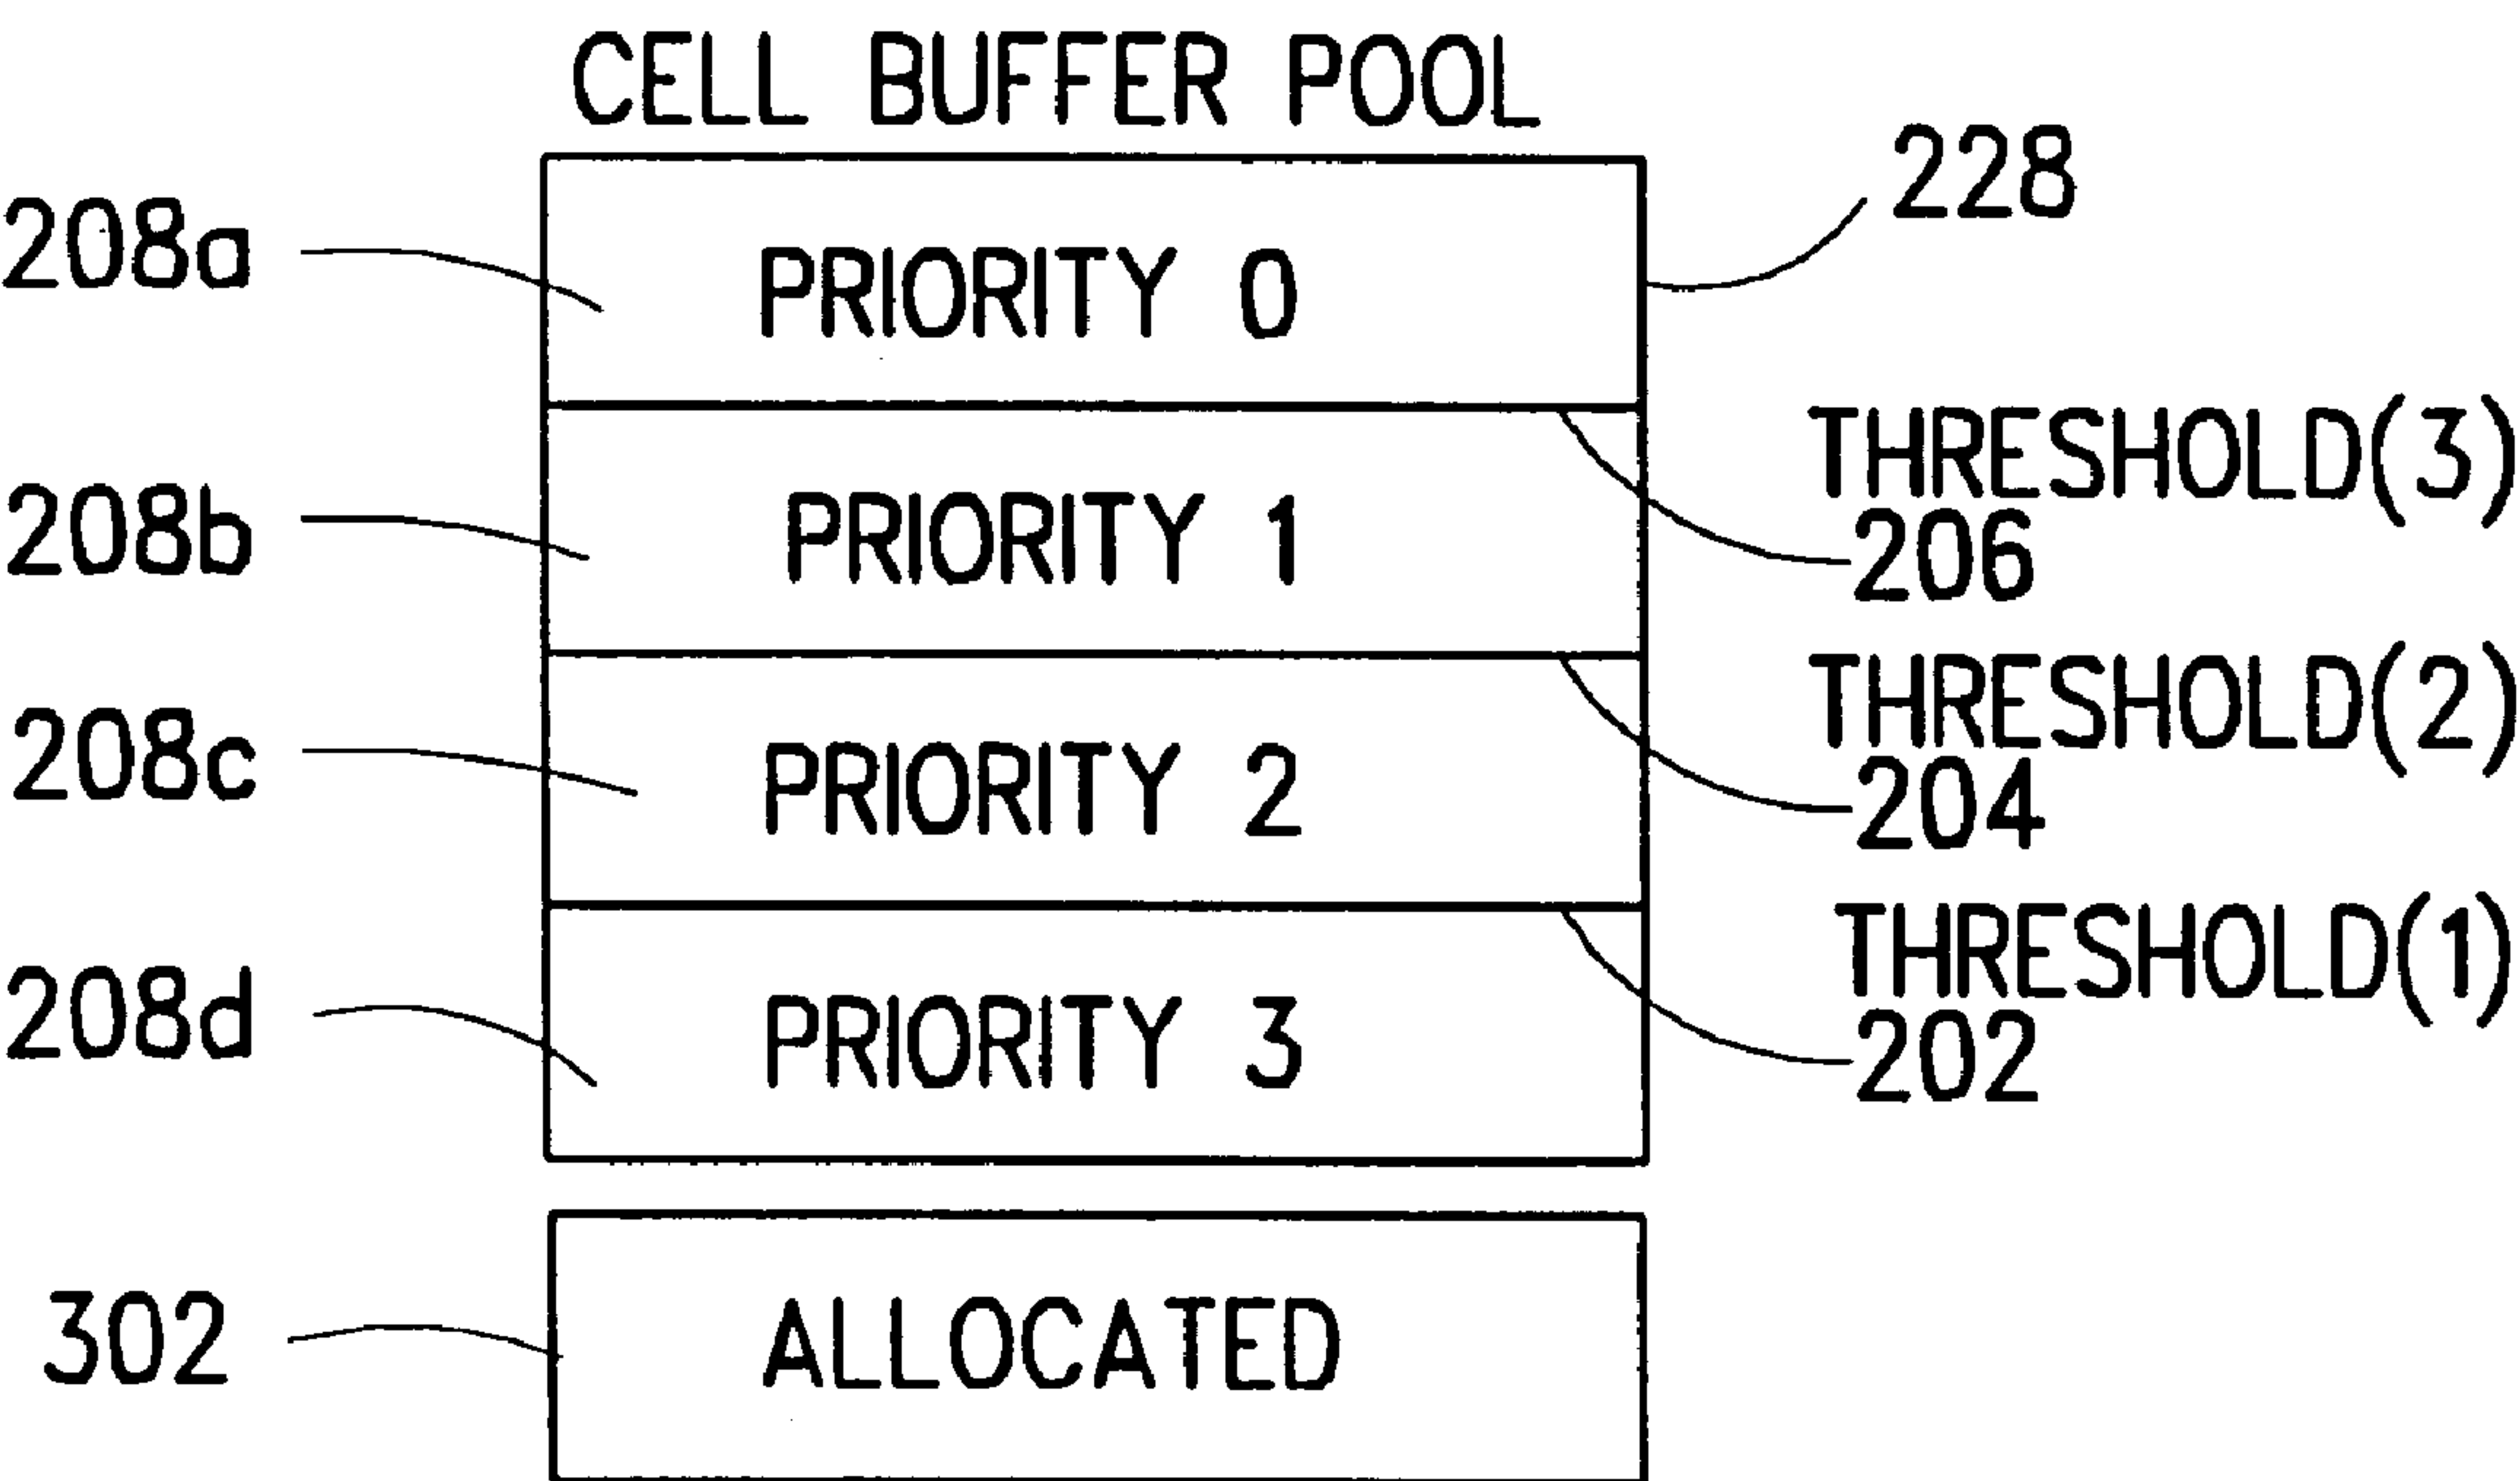 CELL BUFFER POOL
228
208a
PRIORITY 0
THRESHOLD(3)
206
208b
PRIORITY 1
THRESHOLD(2)
204
208c
PRIORITY 2
THRESHOLD(1)
202
208d
PRIORITY 3
302
ALLOCATED